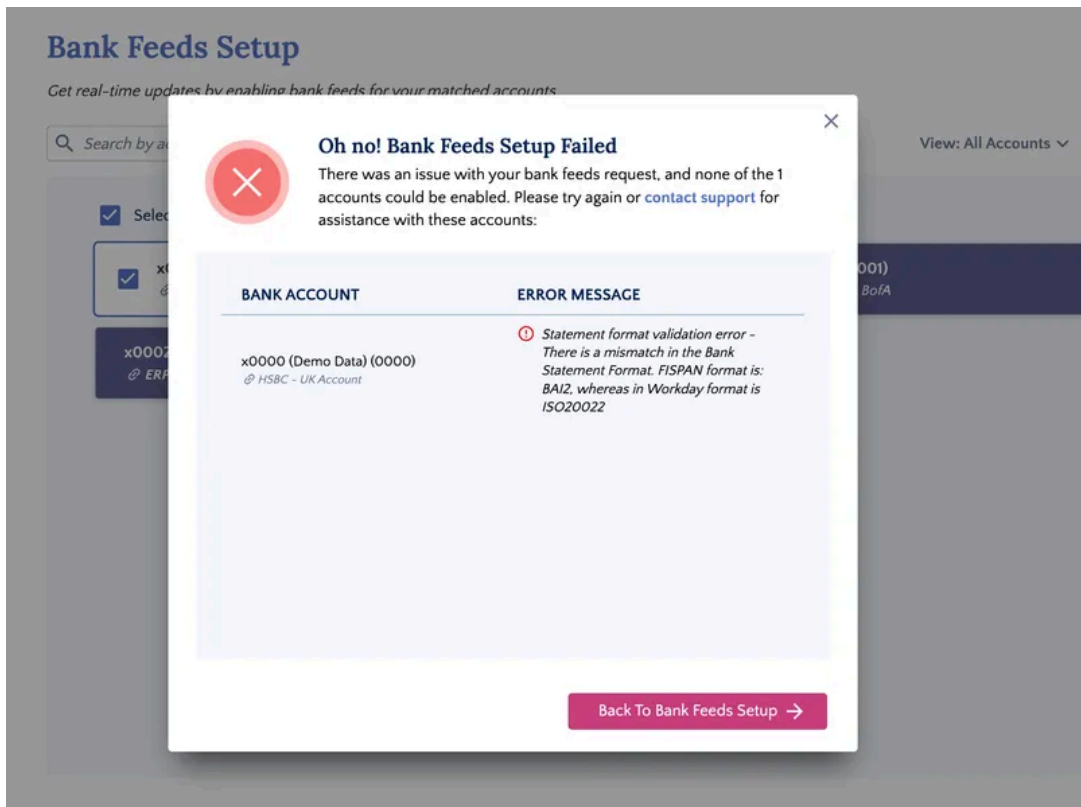 Bank Feeds Setup
Get real-time updates by enabling bank feeds for your matched accounts
Search by
View: All Accounts
Oh no! Bank Feeds Setup Failed
There was an issue with your bank feeds request, and none of the 1
accounts could be enabled. Please try again or contact support for
assistance with these accounts:
BANK ACCOUNT
ERROR MESSAGE
x0000 (Demo Data) (0000)
HSBC - UK Account
Statement format validation error -
There is a mismatch in the Bank
Statement Format. FISPAN format is:
BAI2, whereas in Workday format is
ISO20022
001)
BofA
x0002
ERP
Back To Bank Feeds Setup